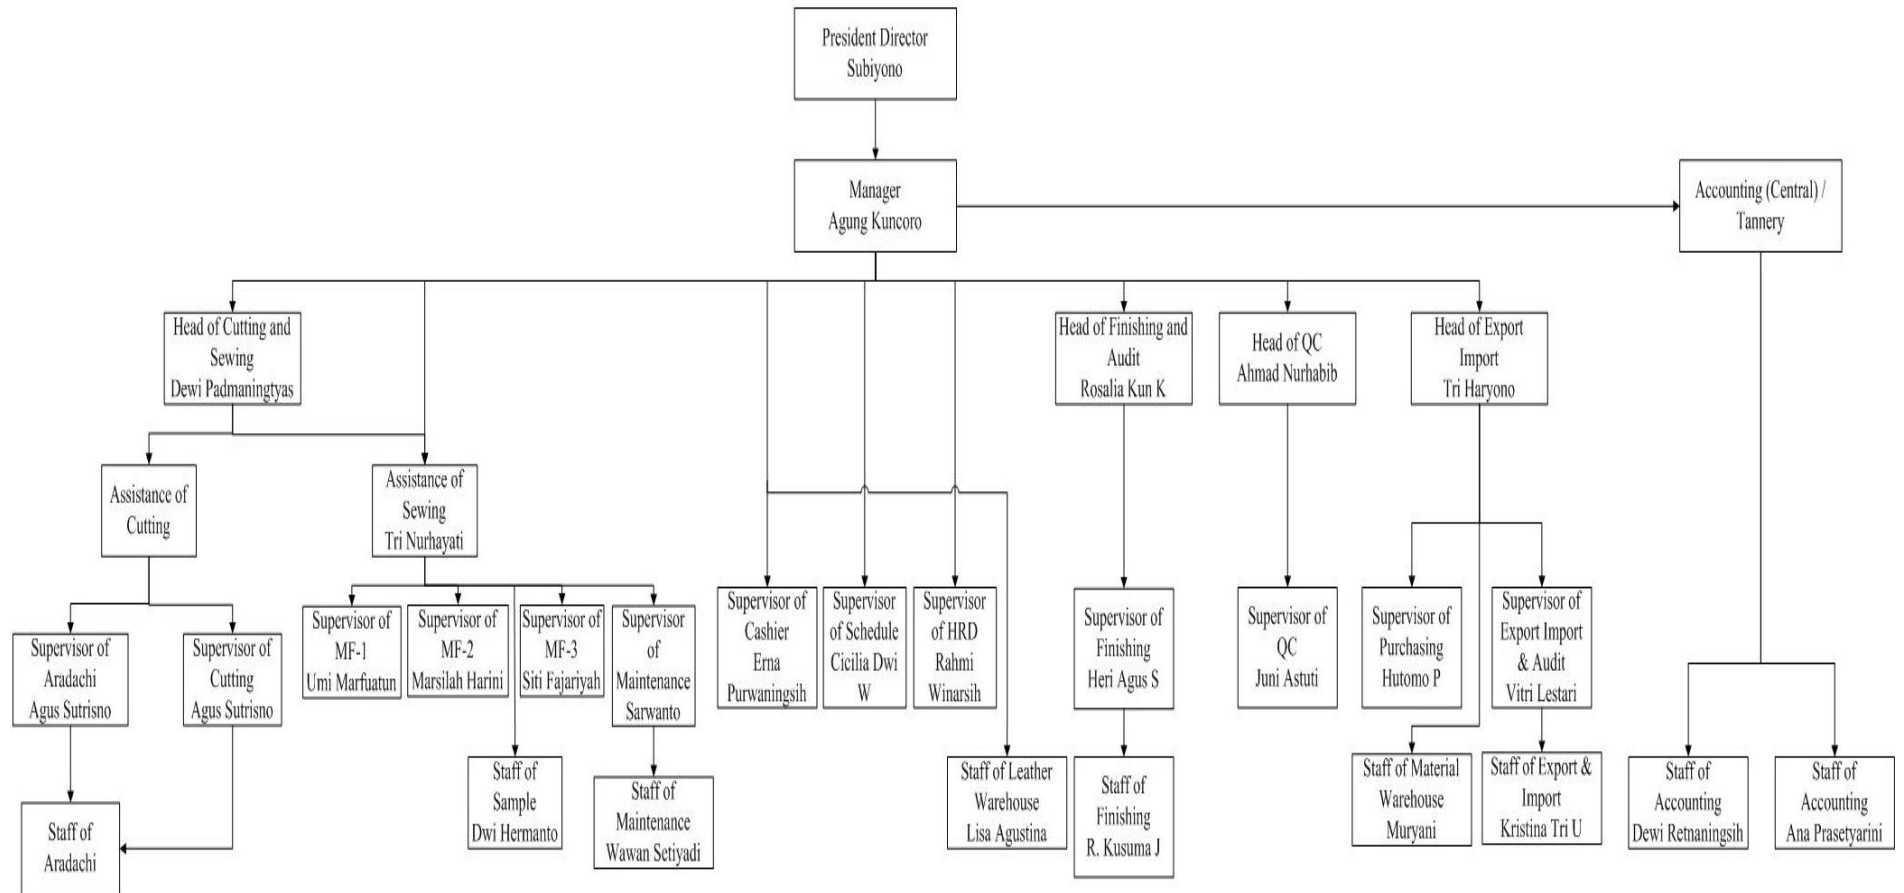 President Director
Subiyono
Manager
Agung Kuncoro
Accounting (Central) /
Tannery
Head of Cutting and
Sewing
Dewi Padmaningtyas
Head of Finishing and
Audit
Rosalia Kun K
Head of QC
Ahmad Nurhabib
Head of Export
Import
Tri Haryono
Assistance of
Cutting
Assistance of
Sewing
Tri Nurhayati
Supervisor of
Aradachi
Agus Sutrisno
Supervisor of
Cutting
Agus Sutrisno
Supervisor of
MF-1
Umi Marfuatun
Supervisor of
MF-2
Marsilah Harini
Supervisor of
MF-3
Siti Fajariyah
Supervisor
of
Maintenance
Sarwanto
Supervisor of
Cashier
Erna
Purwaningsih
Supervisor
of Schedule
Cicilia Dwi
W
Supervisor
of HRD
Rahmi
Winarsih
Supervisor of
Finishing
Heri Agus S
Supervisor of
QC
Juni Astuti
Supervisor of
Purchasing
Hutomo P
Supervisor of
Export Import
& Audit
Vitri Lestari
Staff of
Aradachi
Staff of
Sample
Dwi Hermanto
Staff of
Maintenance
Wawan Setiyadi
Staff of Leather
Warehouse
Lisa Agustina
Staff of
Finishing
R. Kusuma J
Staff of Material
Warehouse
Muryani
Staff of Export &
Import
Kristina Tri U
Staff of
Accounting
Dewi Retnaningsih
Staff of
Accounting
Ana Prasetyarini